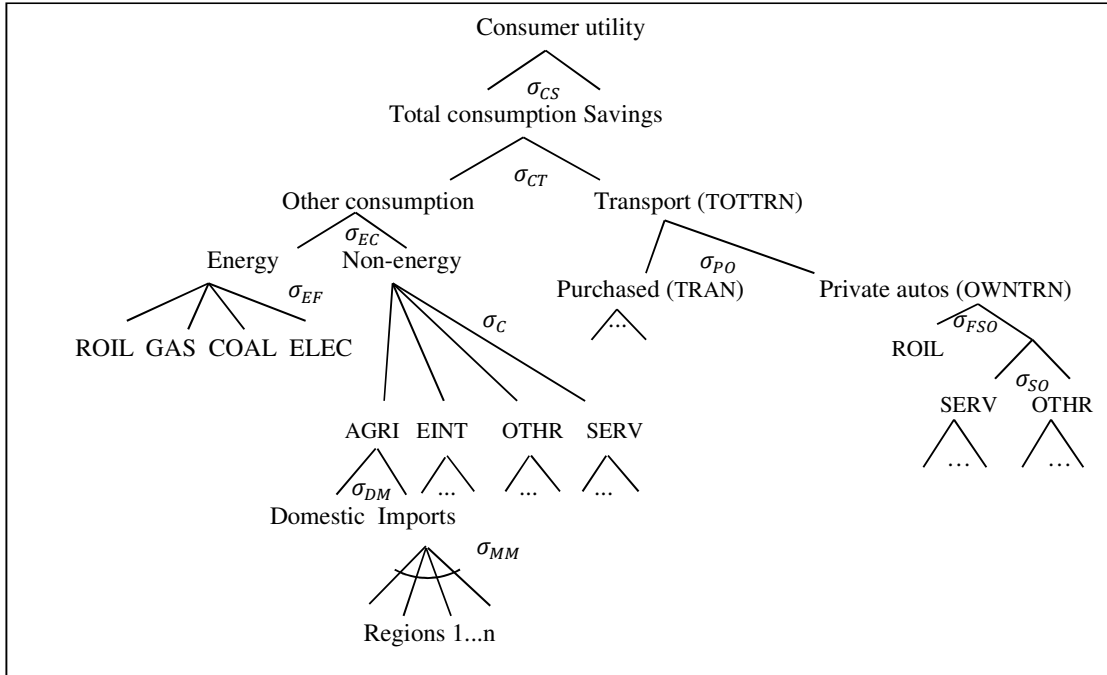 Consumer utility
σ_CS
Total consumption Savings
σ_CT
Other consumption
Transport (TOTTRN)
σ_EC
Energy
Non-energy
σ_PO
Purchased (TRAN)
Private autos (OWNTRN)
σ_EF
σ_C
...
σ_FSO
ROIL GAS COAL ELEC
ROIL
σ_SO
SERV OTHR
AGRI EINT OTHR SERV
... ...
σ_DM
... ... ...
Domestic Imports
σ_MM
Regions 1...n